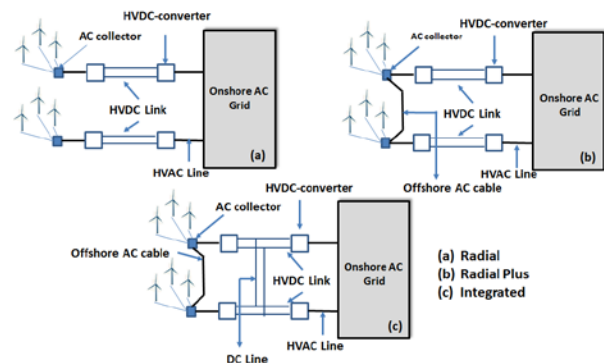 HVDC-converter
AC collector
HVDC
Link
HVAC Line
Onshore AC
Grid
(a)
HVDC-converter
AC collector
HVDC
Link
HVAC Line
Offshore AC cable
Onshore AC
Grid
(b)
HVDC-converter
AC collector
Offshore AC cable
HVDC Link
DC Line
HVAC Line
Onshore AC
Grid
(c)
(a) Radial
(b) Radial Plus
(c) Integrated